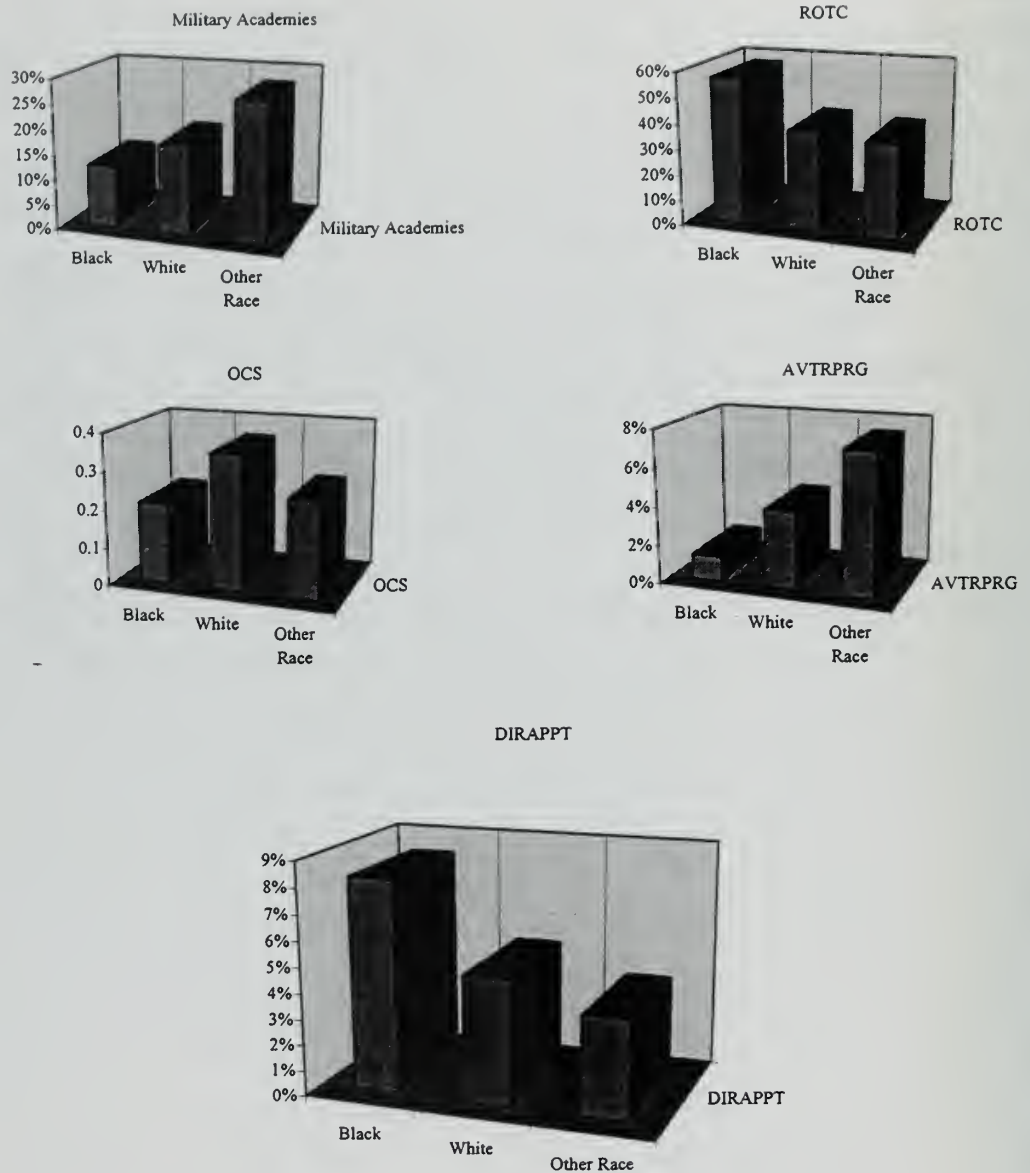 Military Academies
30%
25%
20%
15%
10%
5%
0%
Black
White
Other
Race
Military Academies
ROTC
60%
50%
40%
30%
20%
10%
0%
Black
White
Other
Race
ROTC
OCS
0.4
0.3
0.2
0.1
0
Black
White
Other
Race
OCS
AVTRPRG
8%
6%
4%
2%
0%
Black
White
Other
Race
AVTRPRG
DIRAPPT
9%
8%
7%
6%
5%
4%
3%
2%
1%
0%
Black
White
Other Race
DIRAPPT